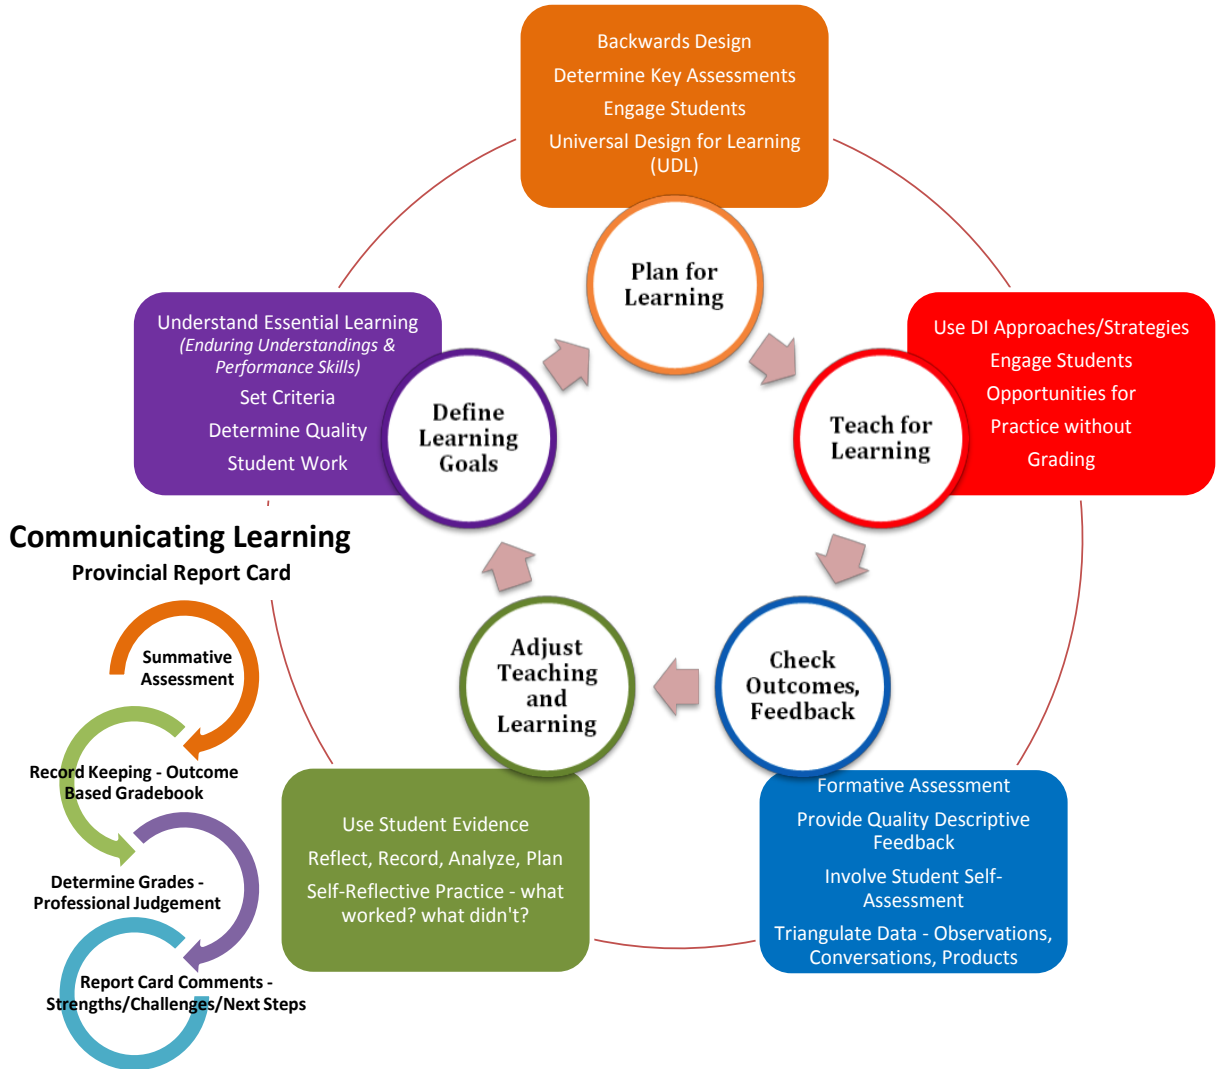 Backwards Design
Determine Key Assessments
Engage Students
Universal Design for Learning
(UDL)
Plan for
Learning
Understand Essential Learning
(Enduring Understandings &
Performance Skills)
Set Criteria
Determine Quality
Student Work
Define
Learning
Goals
Use DI Approaches/Strategies
Engage Students
Opportunities for
Practice without
Grading
Teach for
Learning
Communicating Learning
Provincial Report Card
Summative
Assessment
Record Keeping - Outcome
Based Gradebook
Determine Grades -
Professional Judgement
Report Card Comments -
Strengths/Challenges/Next Steps
Adjust
Teaching
and
Learning
Use Student Evidence
Reflect, Record, Analyze, Plan
Self-Reflective Practice - what
worked? what didn't?
Check
Outcomes,
Feedback
Formative Assessment
Provide Quality Descriptive
Feedback
Involve Student Self-
Assessment
Triangulate Data - Observations,
Conversations, Products